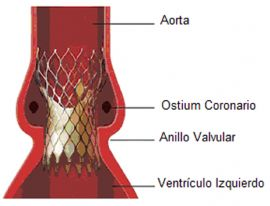 Aorta
Ostium Coronario
Anillo Valvular
Ventrículo Izquierdo